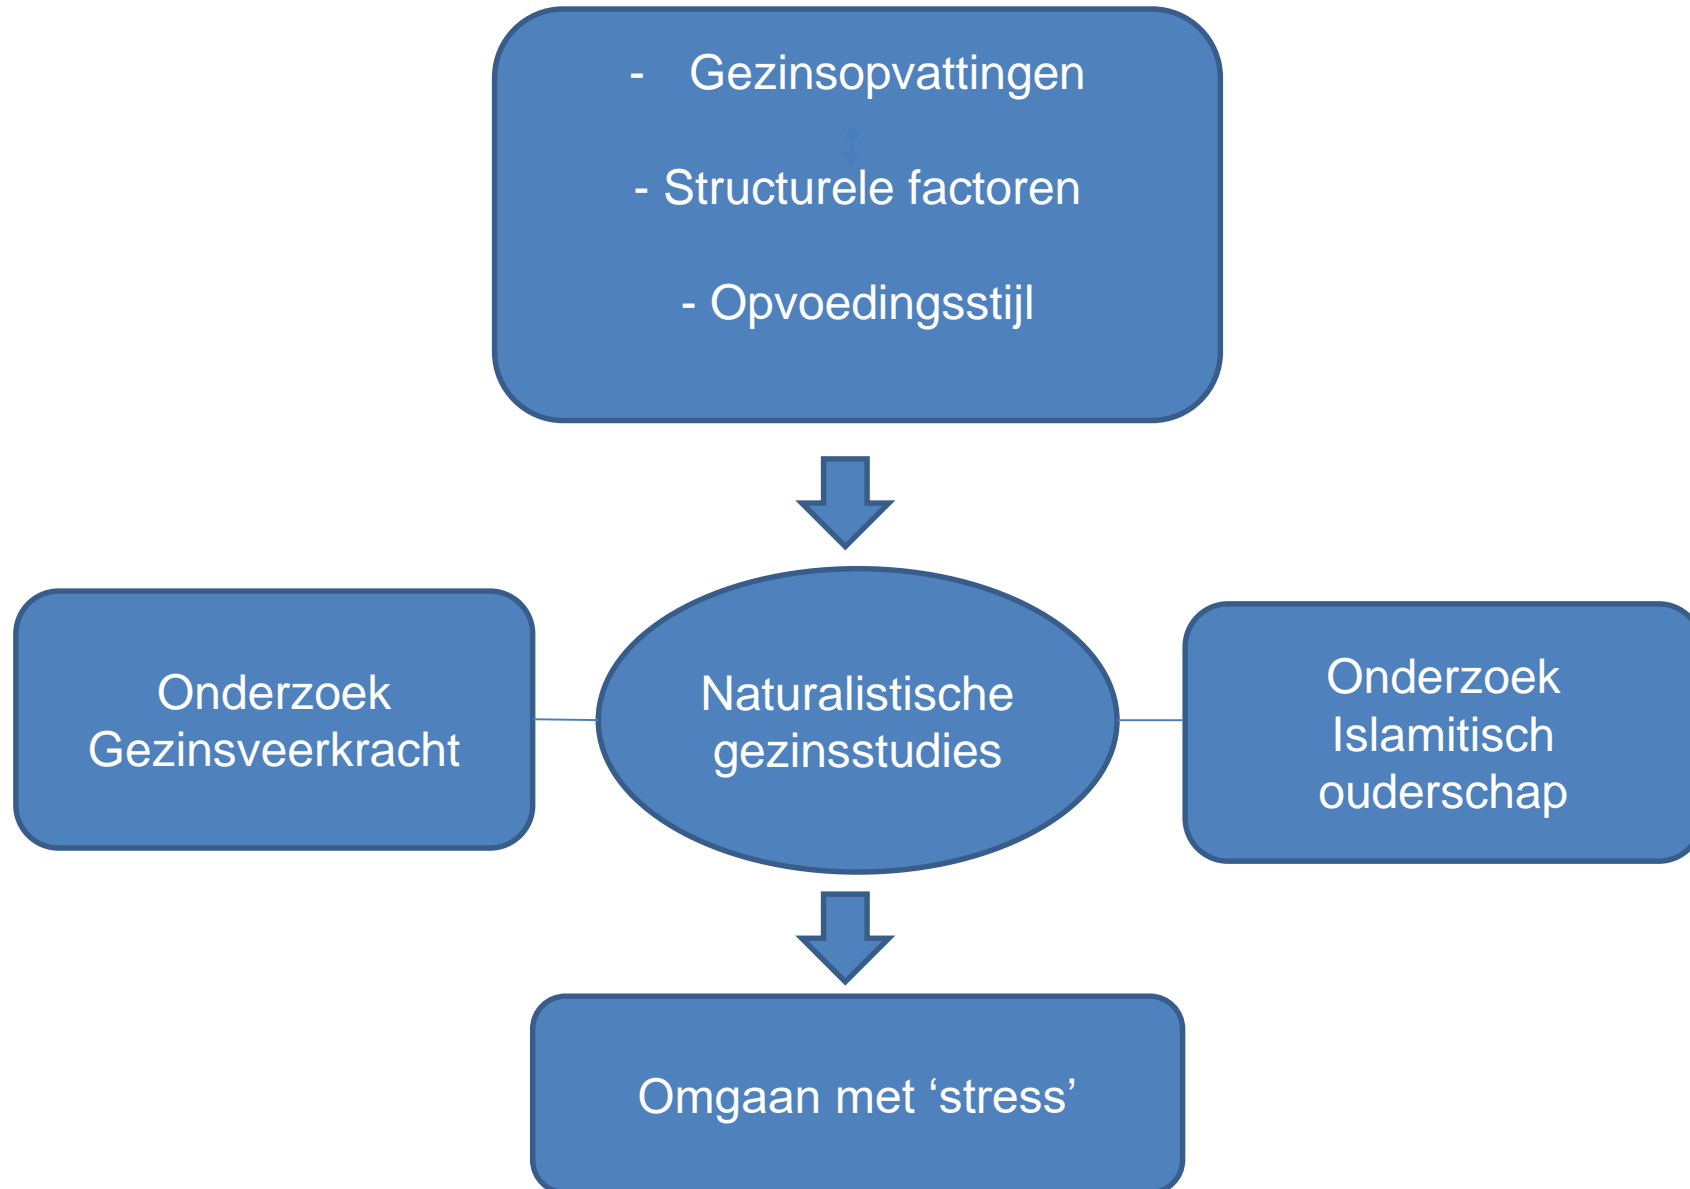 - Gezinsopvattingen
- Structurele factoren
- Opvoedingsstijl
Onderzoek
Gezinsveerkracht
Naturalistische
gezinsstudies
Onderzoek
Islamitisch
ouderschap
Omgaan met ‘stress’